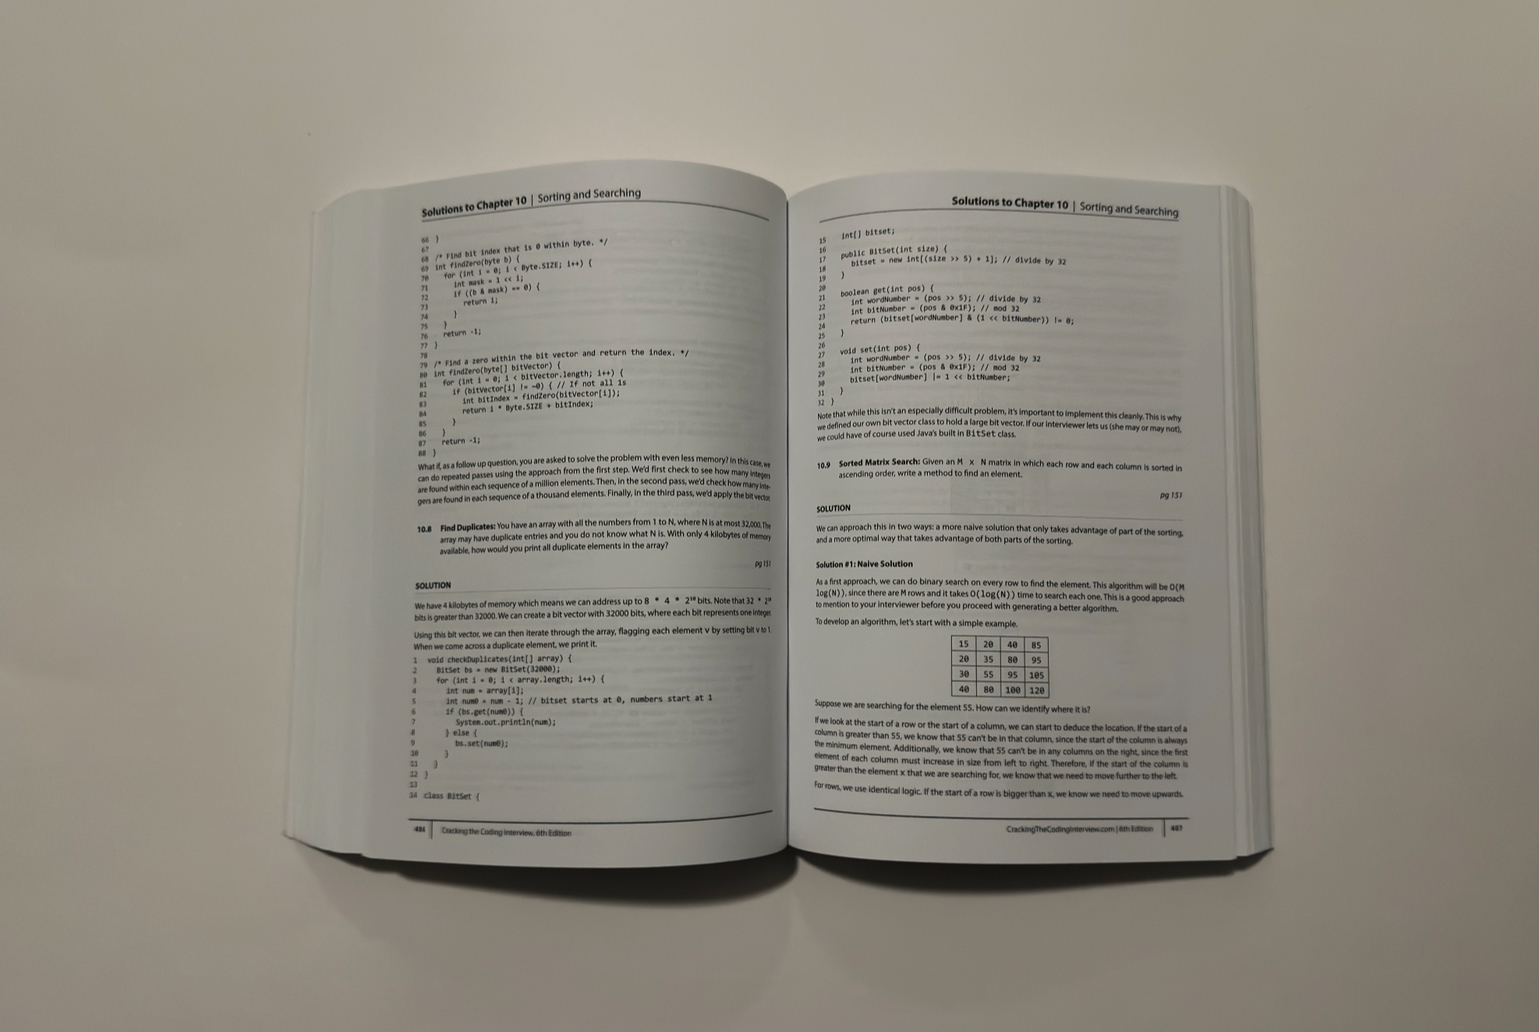 Solutions to Chapter 10 | Sorting and Searching
66 }
67
68 /* Find bit index that is 0 within byte. */
69 int findZero(byte b) {
70 for (int i = 0; i < Byte.SIZE; i++) {
71 int mask = 1 << i;
72 if ((b & mask) == 0) {
73 return i;
74 }
75 }
76 return -1;
77 }
78
79 /* Find a zero within the bit vector and return the index. */
80 int findZero(byte[] bitVector) {
81 for (int i = 0; i < bitVector.length; i++) {
82 if (bitVector[i] != ~0) { // If not all 1s
83 int bitIndex = findZero(bitVector[i]);
84 return i * Byte.SIZE + bitIndex;
85 }
86 }
87 return -1;
88 }
What if, as a follow up question, you are asked to solve the problem with even less memory? In this case, we
can do repeated passes using the approach from the first step. We'd first check to see how many integers
are found within each sequence of a million elements. Then, in the second pass, we'd check how many inte-
gers are found in each sequence of a thousand elements. Finally, in the third pass, we'd apply the bit vector.
10.8 Find Duplicates: You have an array with all the numbers from 1 to N, where N is at most 32,000. The
array may have duplicate entries and you do not know what N is. With only 4 kilobytes of memory
available, how would you print all duplicate elements in the array?
pg 151
SOLUTION
We have 4 kilobytes of memory which means we can address up to 8 * 4 * 2¹⁰ bits. Note that 32 * 2¹⁰
bits is greater than 32000. We can create a bit vector with 32000 bits, where each bit represents one integer.
Using this bit vector, we can then iterate through the array, flagging each element v by setting bit v to 1.
When we come across a duplicate element, we print it.
1 void checkDuplicates(int[] array) {
2 BitSet bs = new BitSet(32000);
3 for (int i = 0; i < array.length; i++) {
4 int num = array[i];
5 int num0 = num - 1; // bitset starts at 0, numbers start at 1
6 if (bs.get(num0)) {
7 System.out.println(num);
8 } else {
9 bs.set(num0);
10 }
11 }
12 }
13
14 class BitSet {
486 | Cracking the Coding Interview, 6th Edition
Solutions to Chapter 10 | Sorting and Searching
15 int[] bitset;
16
17 public BitSet(int size) {
18 bitset = new int[(size >> 5) + 1]; // divide by 32
19 }
20
21 boolean get(int pos) {
22 int wordNumber = (pos >> 5); // divide by 32
23 int bitNumber = (pos & 0x1F); // mod 32
24 return (bitset[wordNumber] & (1 << bitNumber)) != 0;
25 }
26
27 void set(int pos) {
28 int wordNumber = (pos >> 5); // divide by 32
29 int bitNumber = (pos & 0x1F); // mod 32
30 bitset[wordNumber] |= 1 << bitNumber;
31 }
32 }
Note that while this isn't an especially difficult problem, it's important to implement this cleanly. This is why
we defined our own bit vector class to hold a large bit vector. If our interviewer lets us (she may or may not),
we could have of course used Java's built in BitSet class.
10.9 Sorted Matrix Search: Given an M x N matrix in which each row and each column is sorted in
ascending order, write a method to find an element.
pg 151
SOLUTION
We can approach this in two ways: a more naive solution that only takes advantage of part of the sorting,
and a more optimal way that takes advantage of both parts of the sorting.
Solution #1: Naive Solution
As a first approach, we can do binary search on every row to find the element. This algorithm will be O(M
log(N)), since there are M rows and it takes O(log(N)) time to search each one. This is a good approach
to mention to your interviewer before you proceed with generating a better algorithm.
To develop an algorithm, let's start with a simple example.
15 20 40 85
20 35 80 95
30 55 95 105
40 80 100 120
Suppose we are searching for the element 55. How can we identify where it is?
If we look at the start of a row or the start of a column, we can start to deduce the location. If the start of a
column is greater than 55, we know that 55 can't be in that column, since the start of the column is always
the minimum element. Additionally, we know that 55 can't be in any columns on the right, since the first
element of each column must increase in size from left to right. Therefore, if the start of the column is
greater than the element x that we are searching for, we know that we need to move further to the left.
For rows, we use identical logic. If the start of a row is bigger than x, we know we need to move upwards.
CrackingTheCodingInterview.com | 6th Edition | 487